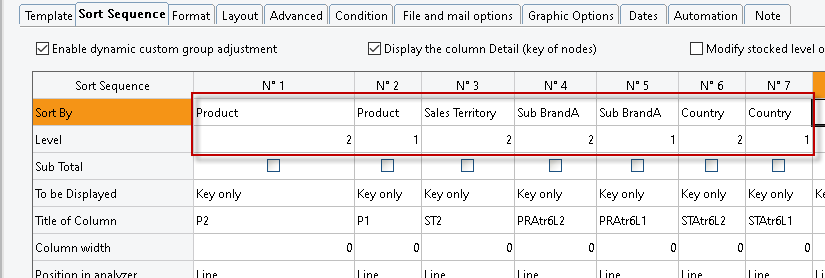 Template Sort Sequence Format Layout Advanced Condition File and mail options Graphic Options Dates Automation Note
Enable dynamic custom group adjustment Display the column Detail (key of nodes) Modify stocked level o
Sort Sequence N° 1 N° 2 N° 3 N° 4 N° 5 N° 6 N° 7
Sort By Product Product Sales Territory Sub BrandA Sub BrandA Country Country
Level 2 1 2 2 1 2 1
Sub Total
To be Displayed Key only Key only Key only Key only Key only Key only Key only Ke
Title of Column P2 P1 ST2 PRAtr6L2 PRAtr6L1 STAtr6L2 STAtr6L1
Column width 0 0 0 0 0 0 0
Position in analyzer Line Line Line Line Line Line Line Lin